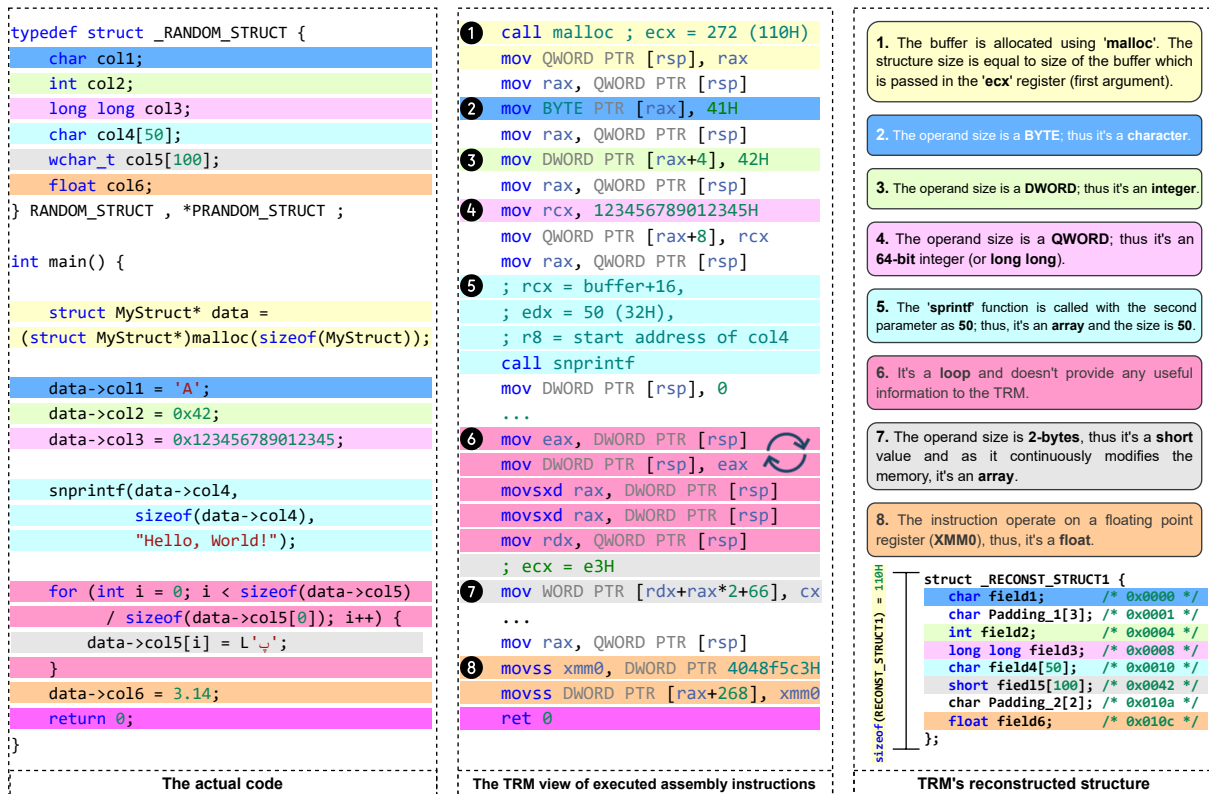 typedef struct _RANDOM_STRUCT {
char col1;
int col2;
long long col3;
char col4[50];
wchar_t col5[100];
float col6;
} RANDOM_STRUCT , *PRANDOM_STRUCT ;
int main() {
struct MyStruct* data =
(struct MyStruct*)malloc(sizeof(MyStruct));
data->col1 = 'A';
data->col2 = 0x42;
data->col3 = 0x123456789012345;
snprintf(data->col4,
sizeof(data->col4),
"Hello, World!");
for (int i = 0; i < sizeof(data->col5)
/ sizeof(data->col5[0]); i++) {
data->col5[i] = L'پ';
}
data->col6 = 3.14;
return 0;
}
The actual code
1 call malloc ; ecx = 272 (110H)
mov QWORD PTR [rsp], rax
mov rax, QWORD PTR [rsp]
2 mov BYTE PTR [rax], 41H
mov rax, QWORD PTR [rsp]
3 mov DWORD PTR [rax+4], 42H
mov rax, QWORD PTR [rsp]
4 mov rcx, 123456789012345H
mov QWORD PTR [rax+8], rcx
mov rax, QWORD PTR [rsp]
5 ; rcx = buffer+16,
; edx = 50 (32H),
; r8 = start address of col4
call snprintf
mov DWORD PTR [rsp], 0
...
6 mov eax, DWORD PTR [rsp]
mov DWORD PTR [rsp], eax
movsxd rax, DWORD PTR [rsp]
movsxd rax, DWORD PTR [rsp]
mov rdx, QWORD PTR [rsp]
; ecx = e3H
7 mov WORD PTR [rdx+rax*2+66], cx
...
mov rax, QWORD PTR [rsp]
8 movss xmm0, DWORD PTR 4048f5c3H
movss DWORD PTR [rax+268], xmm0
ret 0
The TRM view of executed assembly instructions
1. The buffer is allocated using 'malloc'. The
structure size is equal to size of the buffer which
is passed in the 'ecx' register (first argument).
2. The operand size is a BYTE; thus it's a character.
3. The operand size is a DWORD; thus it's an integer.
4. The operand size is a QWORD; thus it's an
64-bit integer (or long long).
5. The 'sprintf' function is called with the second
parameter as 50; thus, it's an array and the size is 50.
6. It's a loop and doesn't provide any useful
information to the TRM.
7. The operand size is 2-bytes, thus it's a short
value and as it continuously modifies the
memory, it's an array.
8. The instruction operate on a floating point
register (XMM0), thus, it's a float.
sizeof(RECONST_STRUCT1) = 110H
struct _RECONST_STRUCT1 {
char field1; /* 0x0000 */
char Padding_1[3]; /* 0x0001 */
int field2; /* 0x0004 */
long long field3; /* 0x0008 */
char field4[50]; /* 0x0010 */
short fiedl5[100]; /* 0x0042 */
char Padding_2[2]; /* 0x010a */
float field6; /* 0x010c */
};
TRM's reconstructed structure